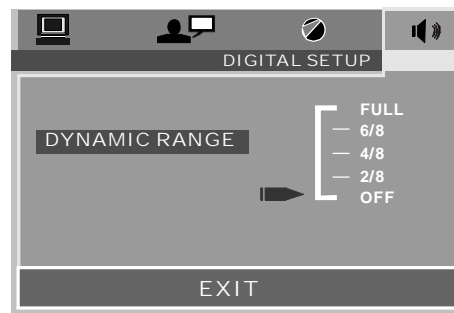 DIGITAL SETUP
DYNAMIC RANGE
FULL
6/8
4/8
2/8
OFF
EXIT